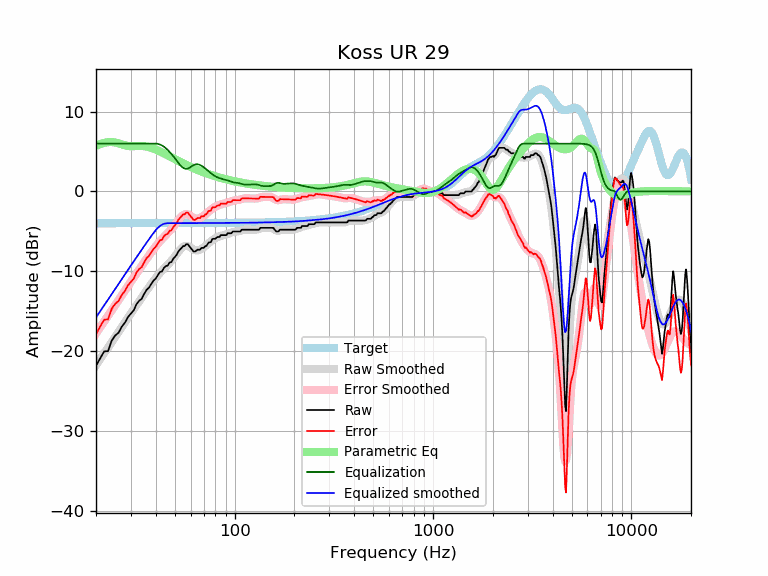 Koss UR 29
Amplitude (dBr)
10
0
−10
−20
−30
−40
Target
Raw Smoothed
Error Smoothed
Raw
Error
Parametric Eq
Equalization
Equalized smoothed
100
1000
10000
Frequency (Hz)